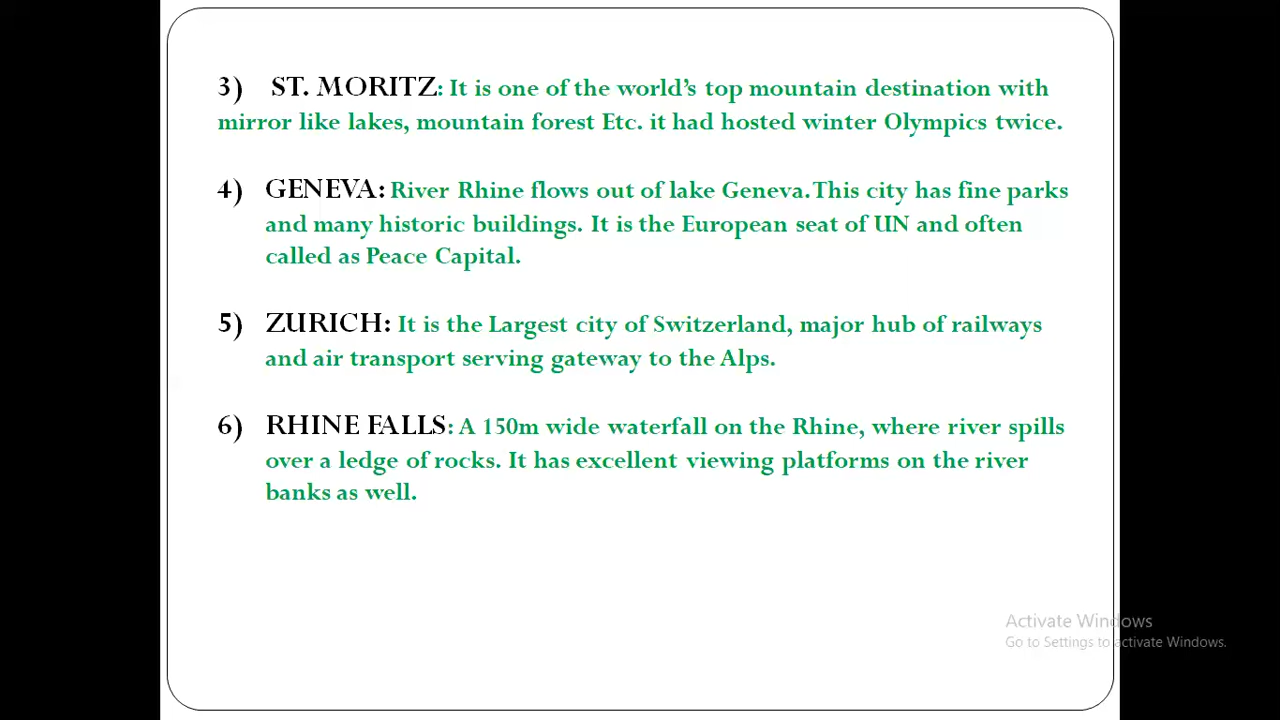 3) ST. MORITZ: It is one of the world's top mountain destination with
mirror like lakes, mountain forest Etc. it had hosted winter Olympics twice.
4) GENEVA: River Rhine flows out of lake Geneva. This city has fine parks
and many historic buildings. It is the European seat of UN and often
called as Peace Capital.
5) ZURICH: It is the Largest city of Switzerland, major hub of railways
and air transport serving gateway to the Alps.
6) RHINE FALLS: A 150m wide waterfall on the Rhine, where river spills
over a ledge of rocks. It has excellent viewing platforms on the river
banks as well.
Activate Windows
Go to Settings to activate Windows.